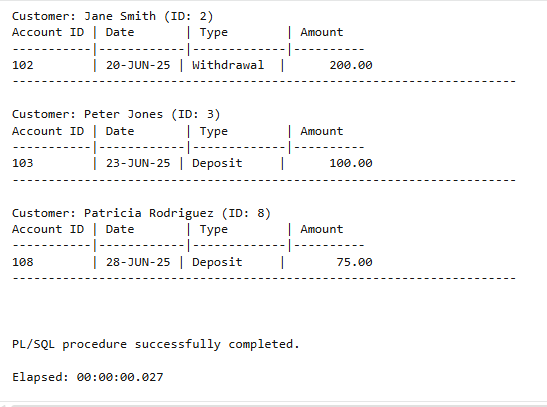 Customer: Jane Smith (ID: 2)
Account ID | Date       | Type        | Amount
-----------|------------|-------------|----------
102        | 20-JUN-25 | Withdrawal  |      200.00
----------------------------------------------------------------------
Customer: Peter Jones (ID: 3)
Account ID | Date       | Type        | Amount
-----------|------------|-------------|----------
103        | 23-JUN-25 | Deposit     |      100.00
----------------------------------------------------------------------
Customer: Patricia Rodriguez (ID: 8)
Account ID | Date       | Type        | Amount
-----------|------------|-------------|----------
108        | 28-JUN-25 | Deposit     |       75.00
----------------------------------------------------------------------
PL/SQL procedure successfully completed.
Elapsed: 00:00:00.027